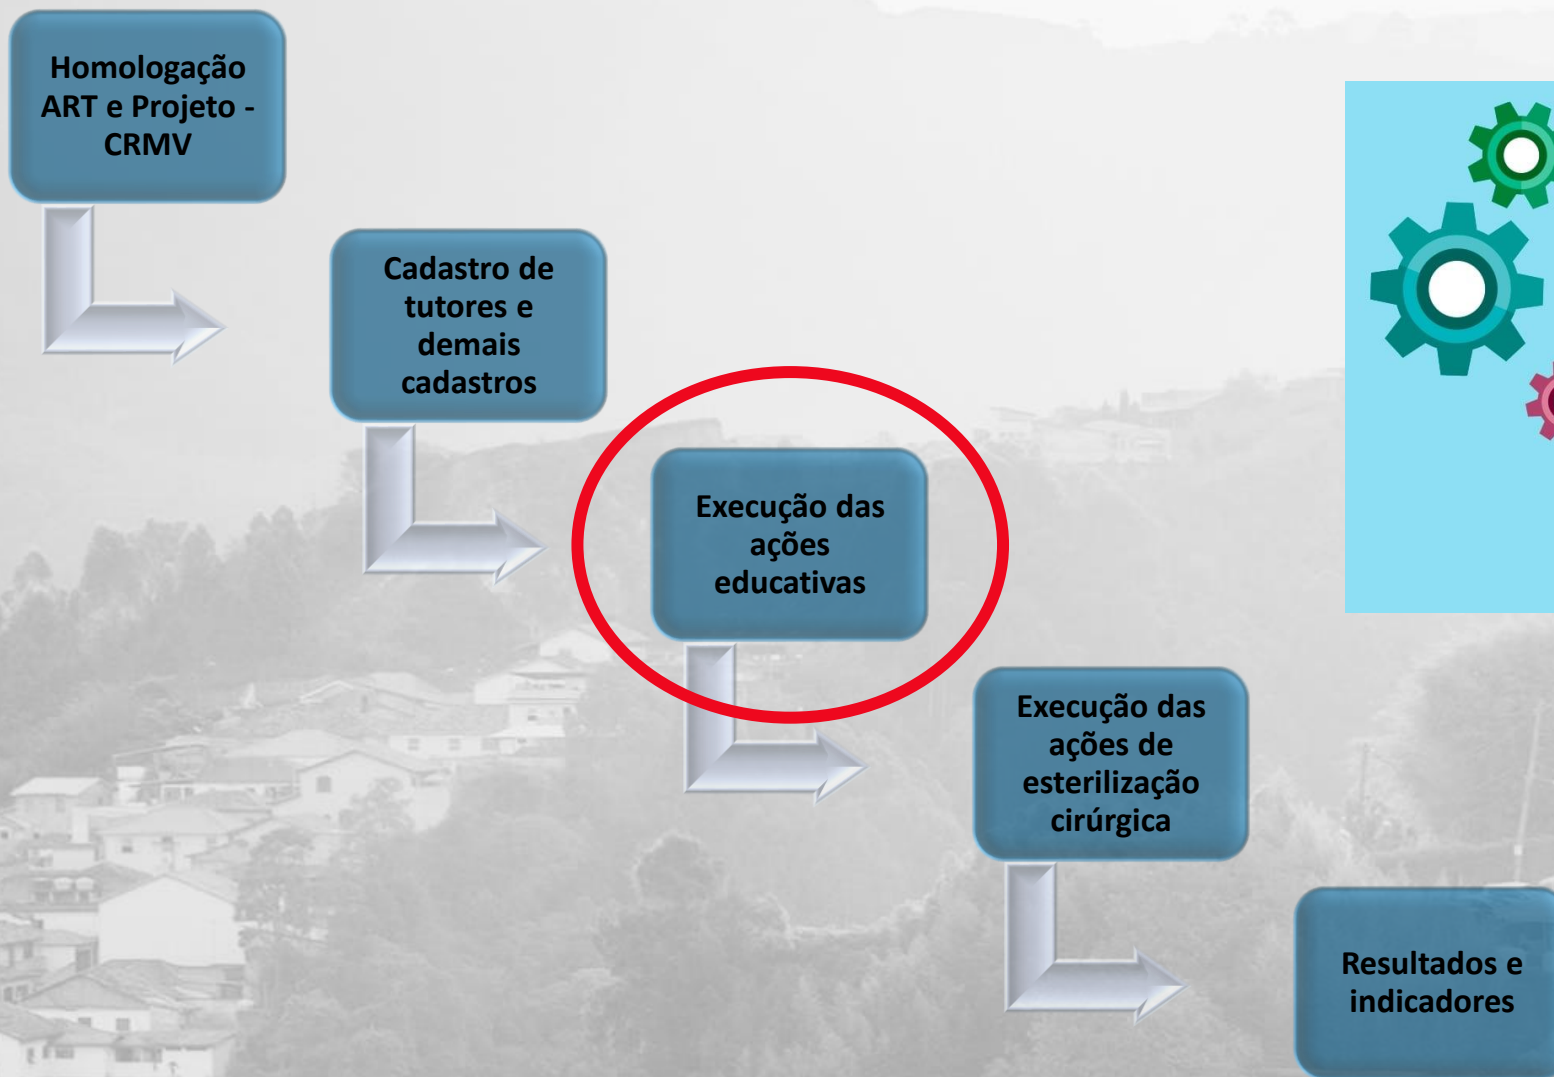 Homologação
ART e Projeto -
CRMV
Cadastro de
tutores e
demais
cadastros
Execução das
ações
educativas
Execução das
ações de
esterilização
cirúrgica
Resultados e
indicadores